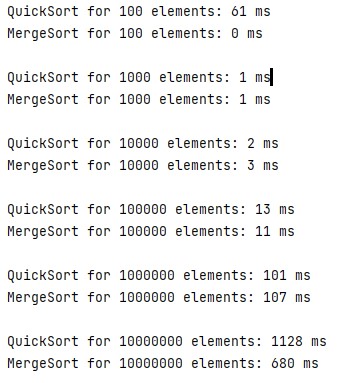 QuickSort for 100 elements: 61 ms
MergeSort for 100 elements: 0 ms
QuickSort for 1000 elements: 1 ms
MergeSort for 1000 elements: 1 ms
QuickSort for 10000 elements: 2 ms
MergeSort for 10000 elements: 3 ms
QuickSort for 100000 elements: 13 ms
MergeSort for 100000 elements: 11 ms
QuickSort for 1000000 elements: 101 ms
MergeSort for 1000000 elements: 107 ms
QuickSort for 10000000 elements: 1128 ms
MergeSort for 10000000 elements: 680 ms